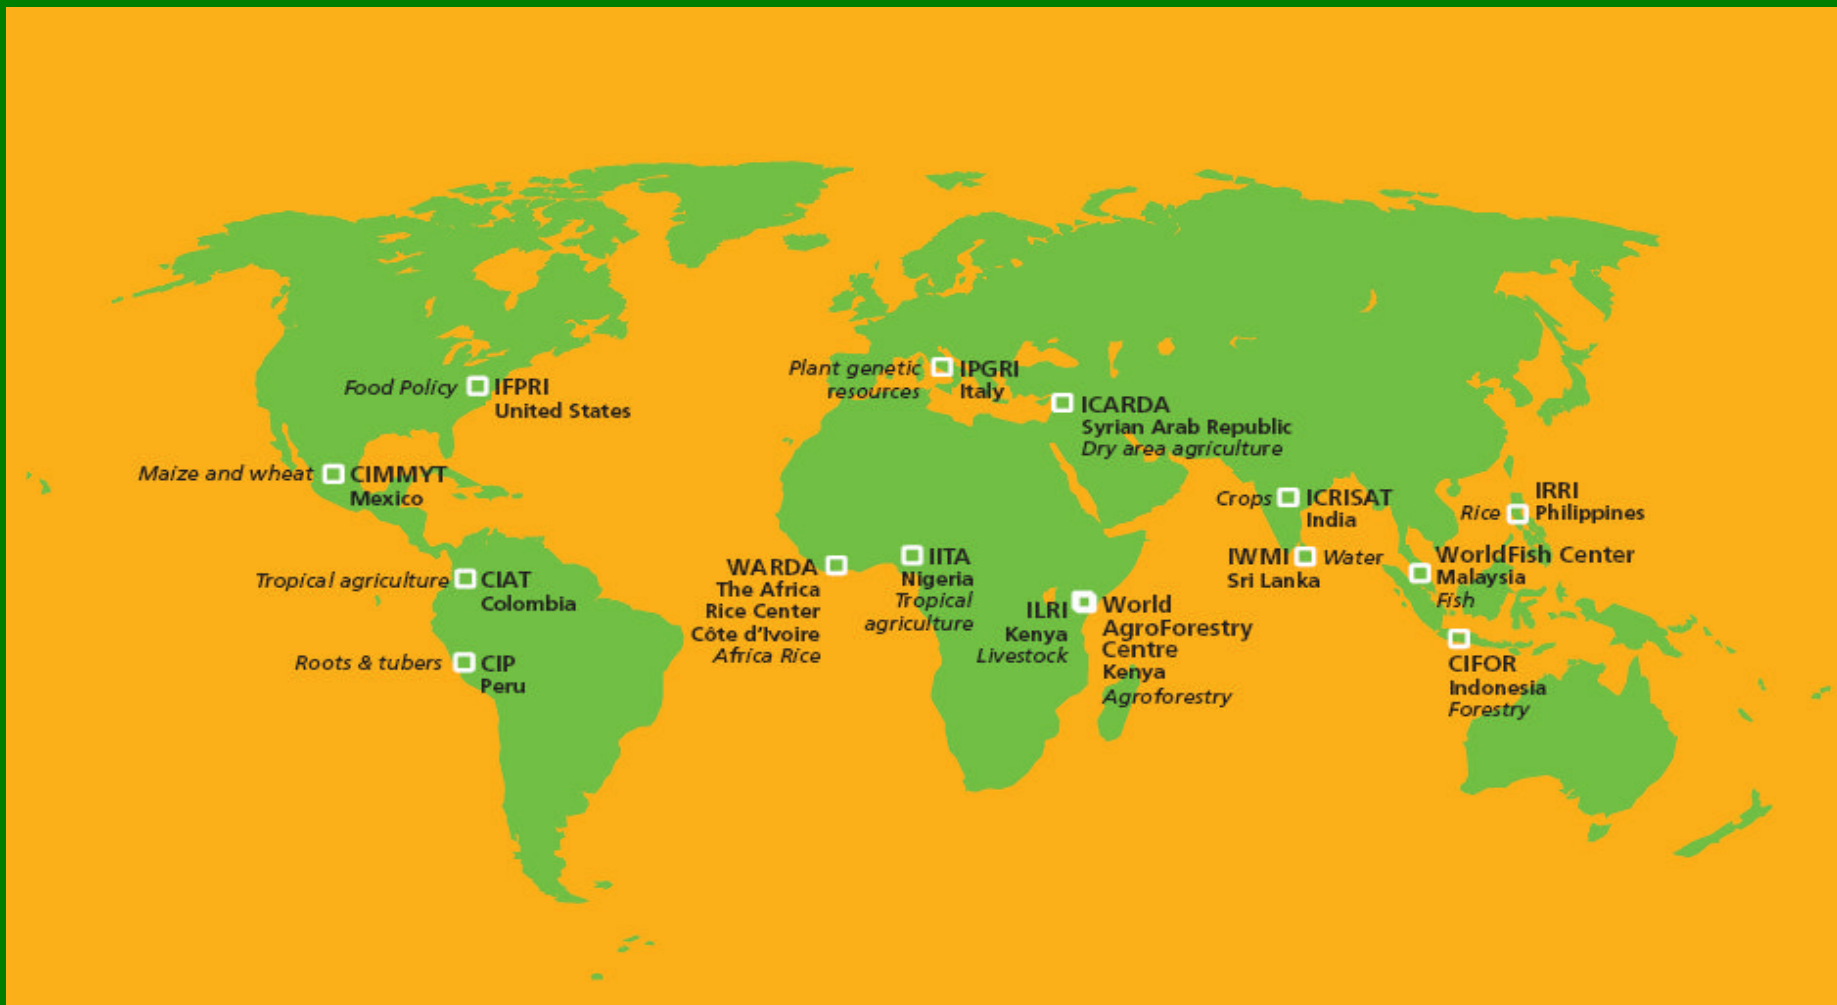 Food Policy
IFPRI
United States
Maize and wheat
CIMMYT
Mexico
Tropical agriculture
CIAT
Colombia
Roots & tubers
CIP
Peru
Plant genetic
resources
IPGRI
Italy
ICARDA
Syrian Arab Republic
Dry area agriculture
WARDA
The Africa
Rice Center
Côte d'Ivoire
Africa Rice
IITA
Nigeria
Tropical
agriculture
ILRI
Kenya
Livestock
World
AgroForestry
Centre
Kenya
Agroforestry
Crops
ICRISAT
India
IWMI
Water
Sri Lanka
Rice
IRRI
Philippines
WorldFish Center
Malaysia
Fish
CIFOR
Indonesia
Forestry